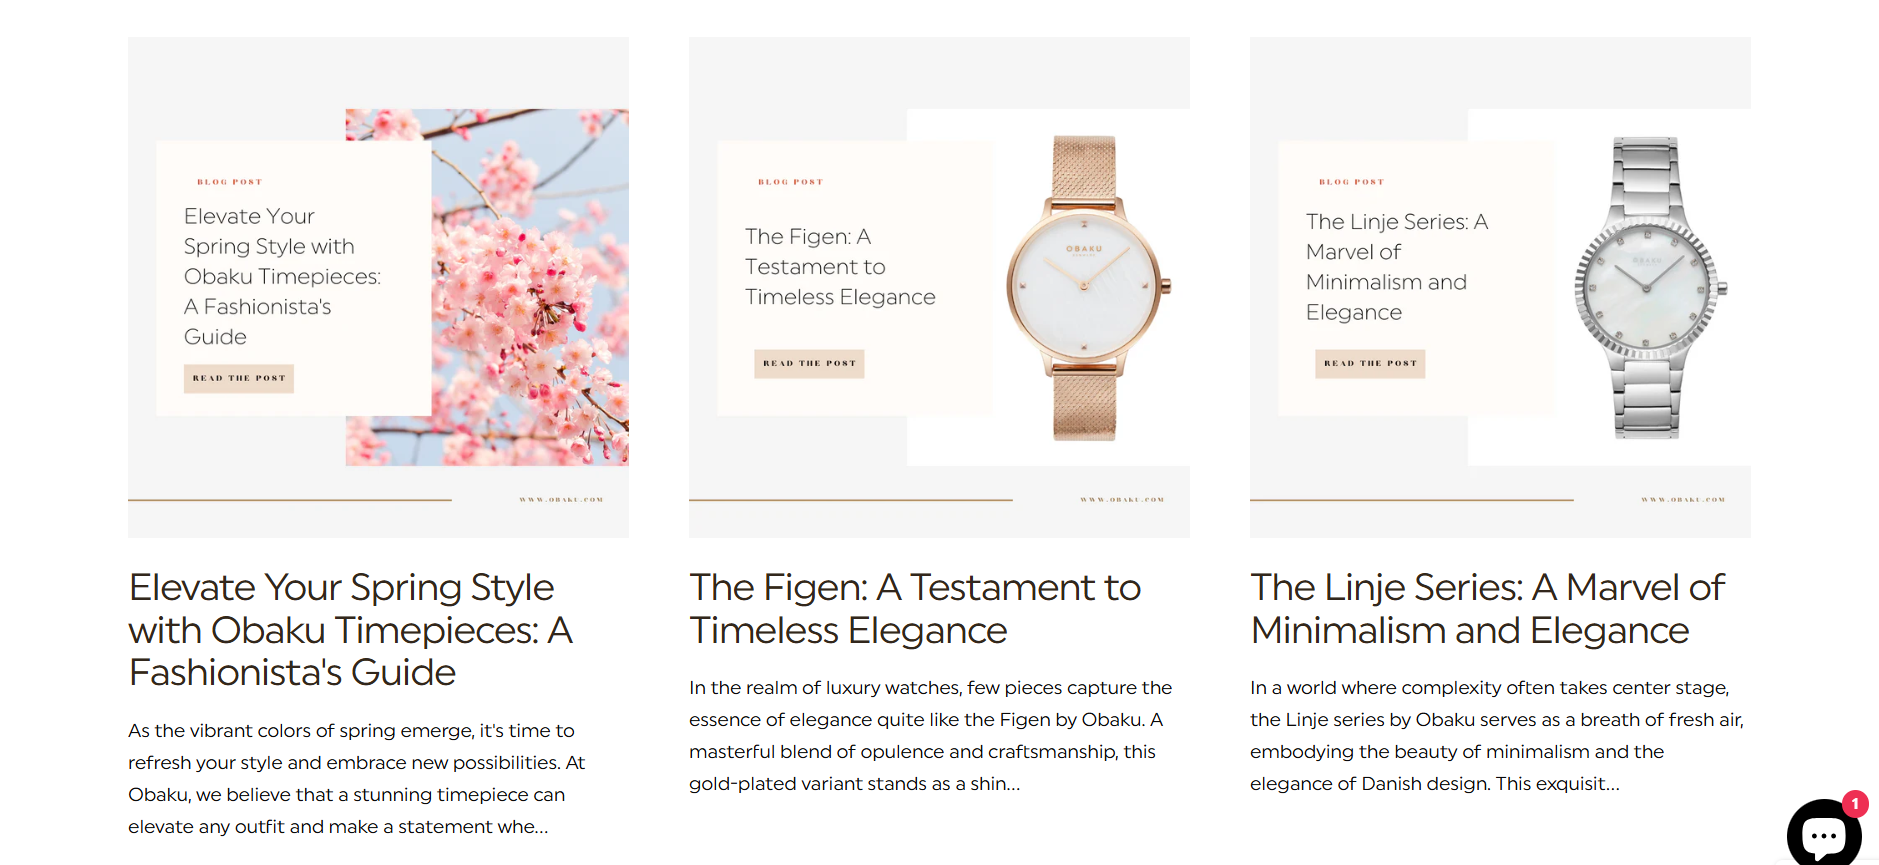 BLOG POST
Elevate Your
Spring Style with
Obaku Timepieces:
A Fashionista's
Guide
READ THE POST
WWW.OBAKU.COM
BLOG POST
The Figen: A
Testament to
Timeless Elegance
READ THE POST
OBAKU
WWW.OBAKU.COM
BLOG POST
The Linje Series: A
Marvel of
Minimalism and
Elegance
READ THE POST
OBAKU
WWW.OBAKU.COM
Elevate Your Spring Style
with Obaku Timepieces: A
Fashionista's Guide
As the vibrant colors of spring emerge, it's time to
refresh your style and embrace new possibilities. At
Obaku, we believe that a stunning timepiece can
elevate any outfit and make a statement whe...
The Figen: A Testament to
Timeless Elegance
In the realm of luxury watches, few pieces capture the
essence of elegance quite like the Figen by Obaku. A
masterful blend of opulence and craftsmanship, this
gold-plated variant stands as a shin...
The Linje Series: A Marvel of
Minimalism and Elegance
In a world where complexity often takes center stage,
the Linje series by Obaku serves as a breath of fresh air,
embodying the beauty of minimalism and the
elegance of Danish design. This exquisit...
1